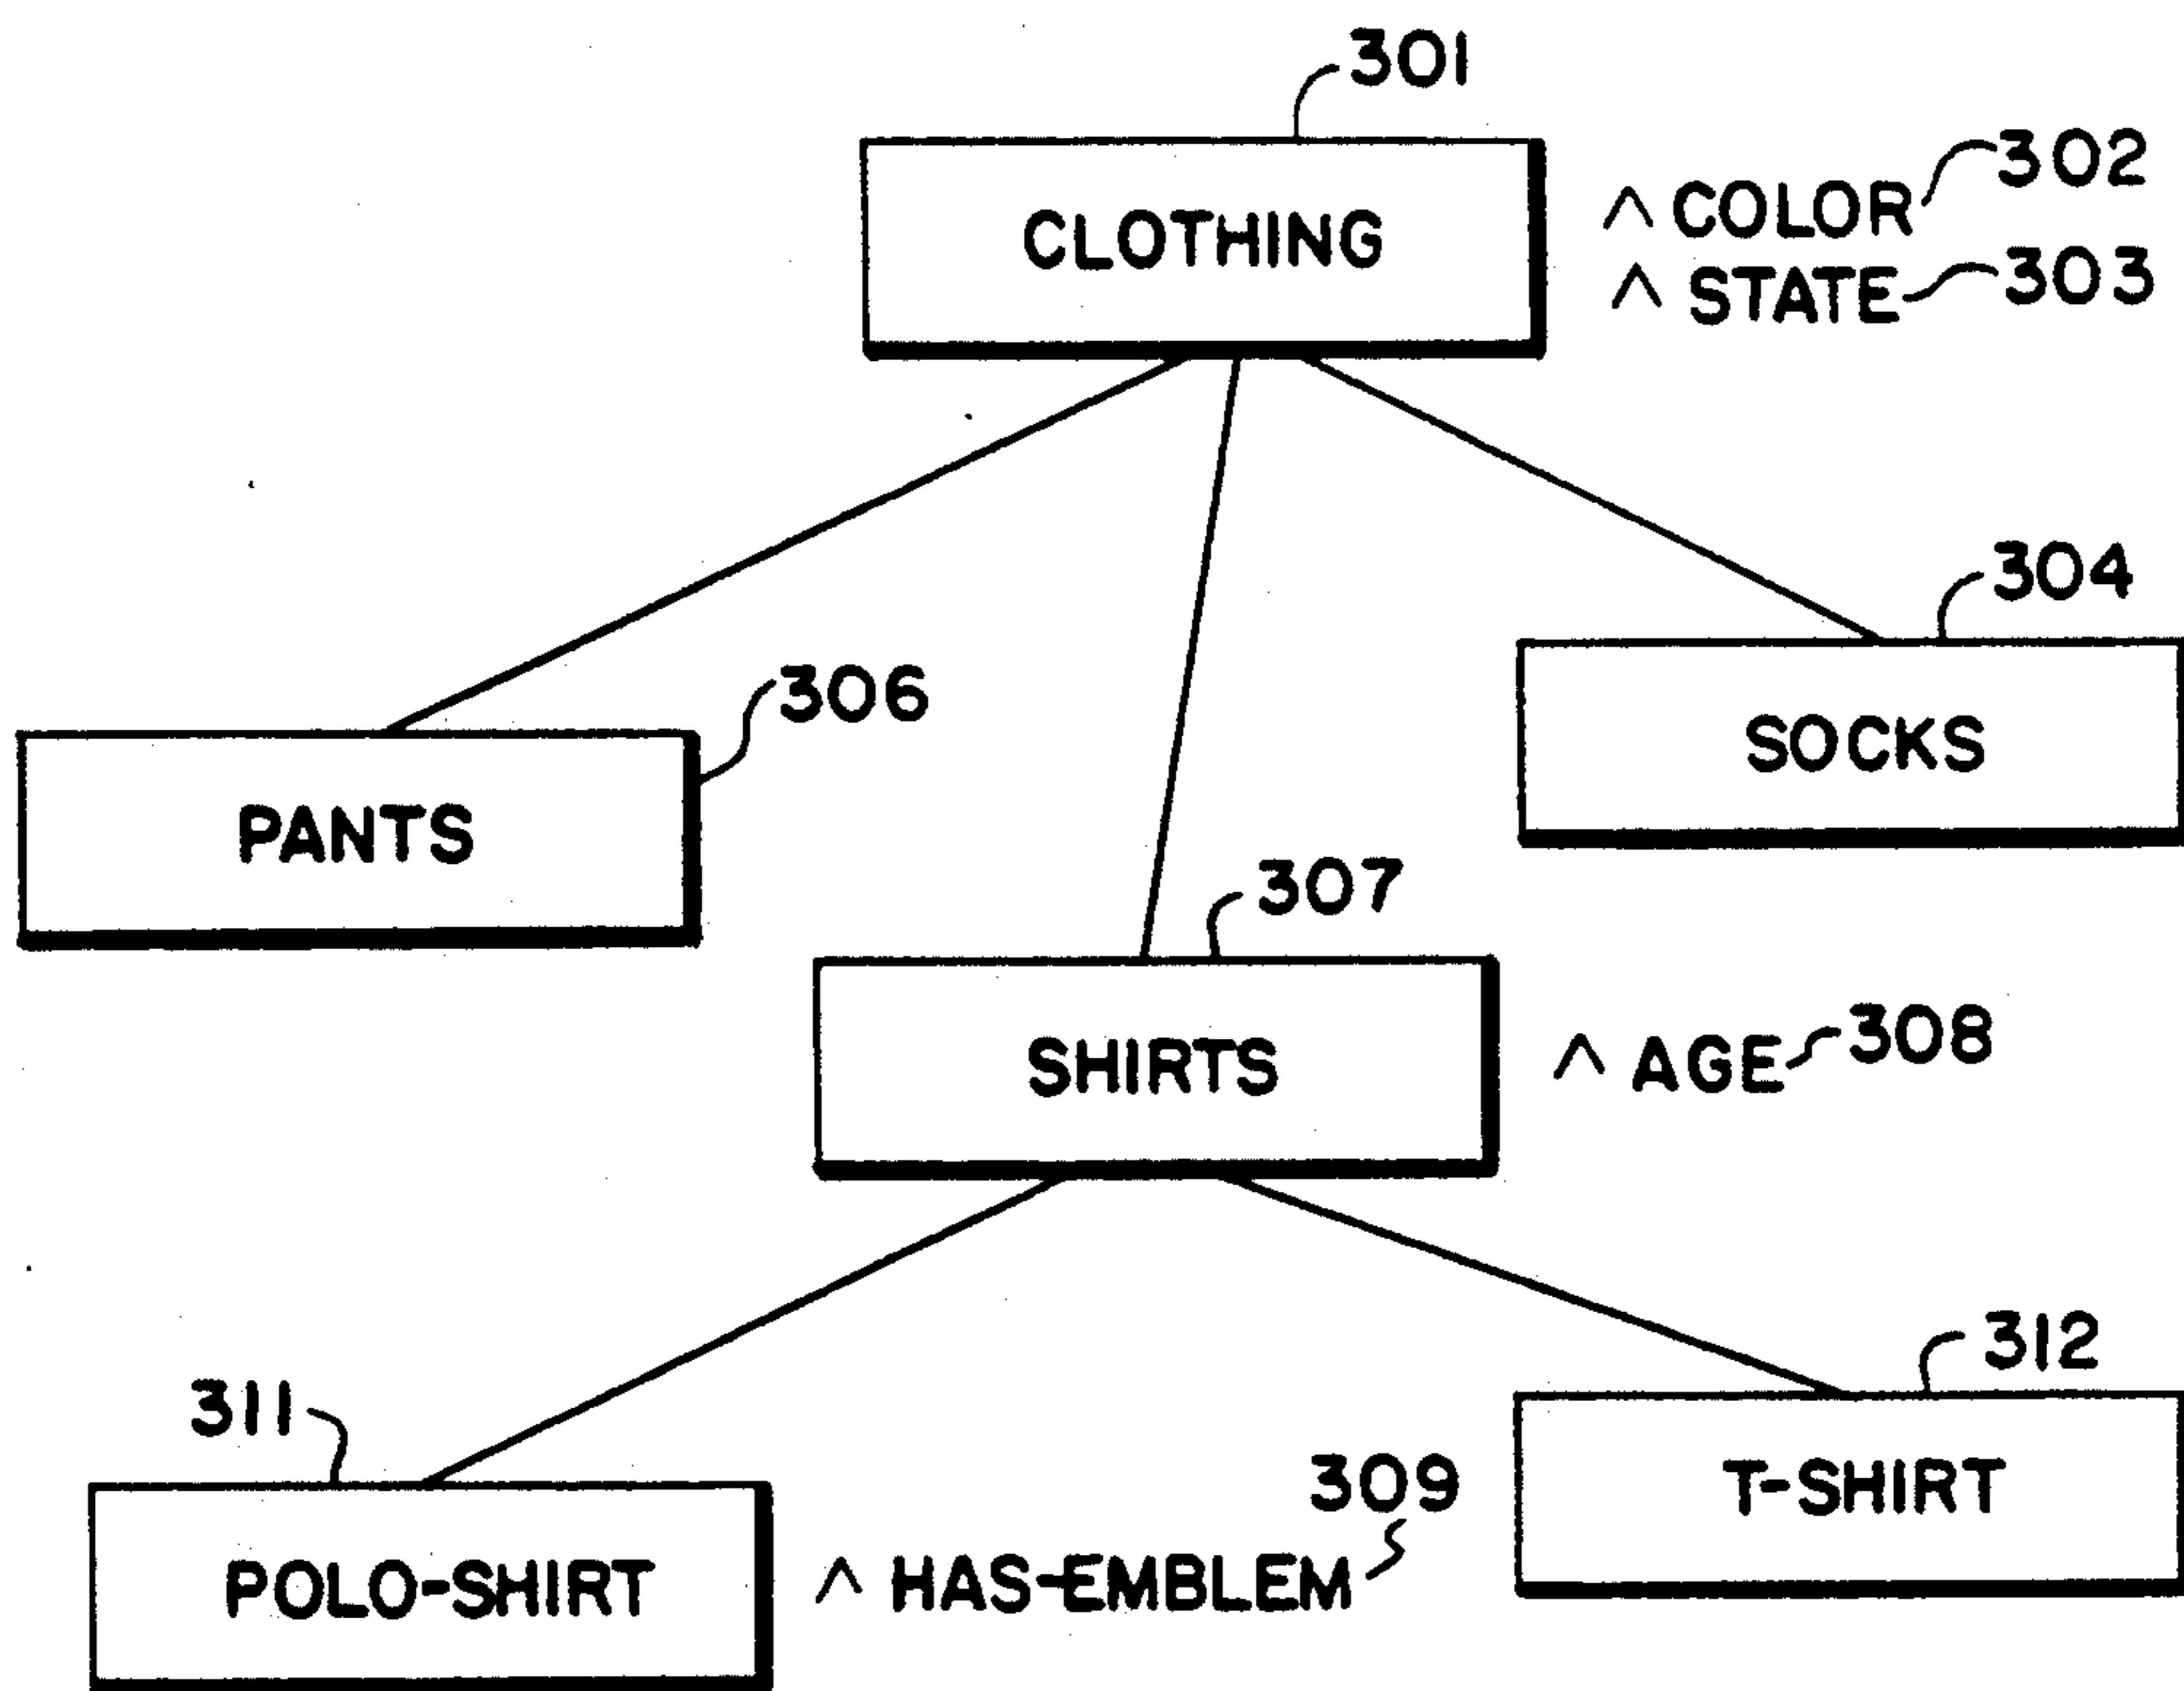 301
CLOTHING
^ COLOR 302
^ STATE 303
304
SOCKS
306
PANTS
307
SHIRTS
^ AGE 308
312
T-SHIRT
311
POLO-SHIRT
309
^ HAS-EMBLEM